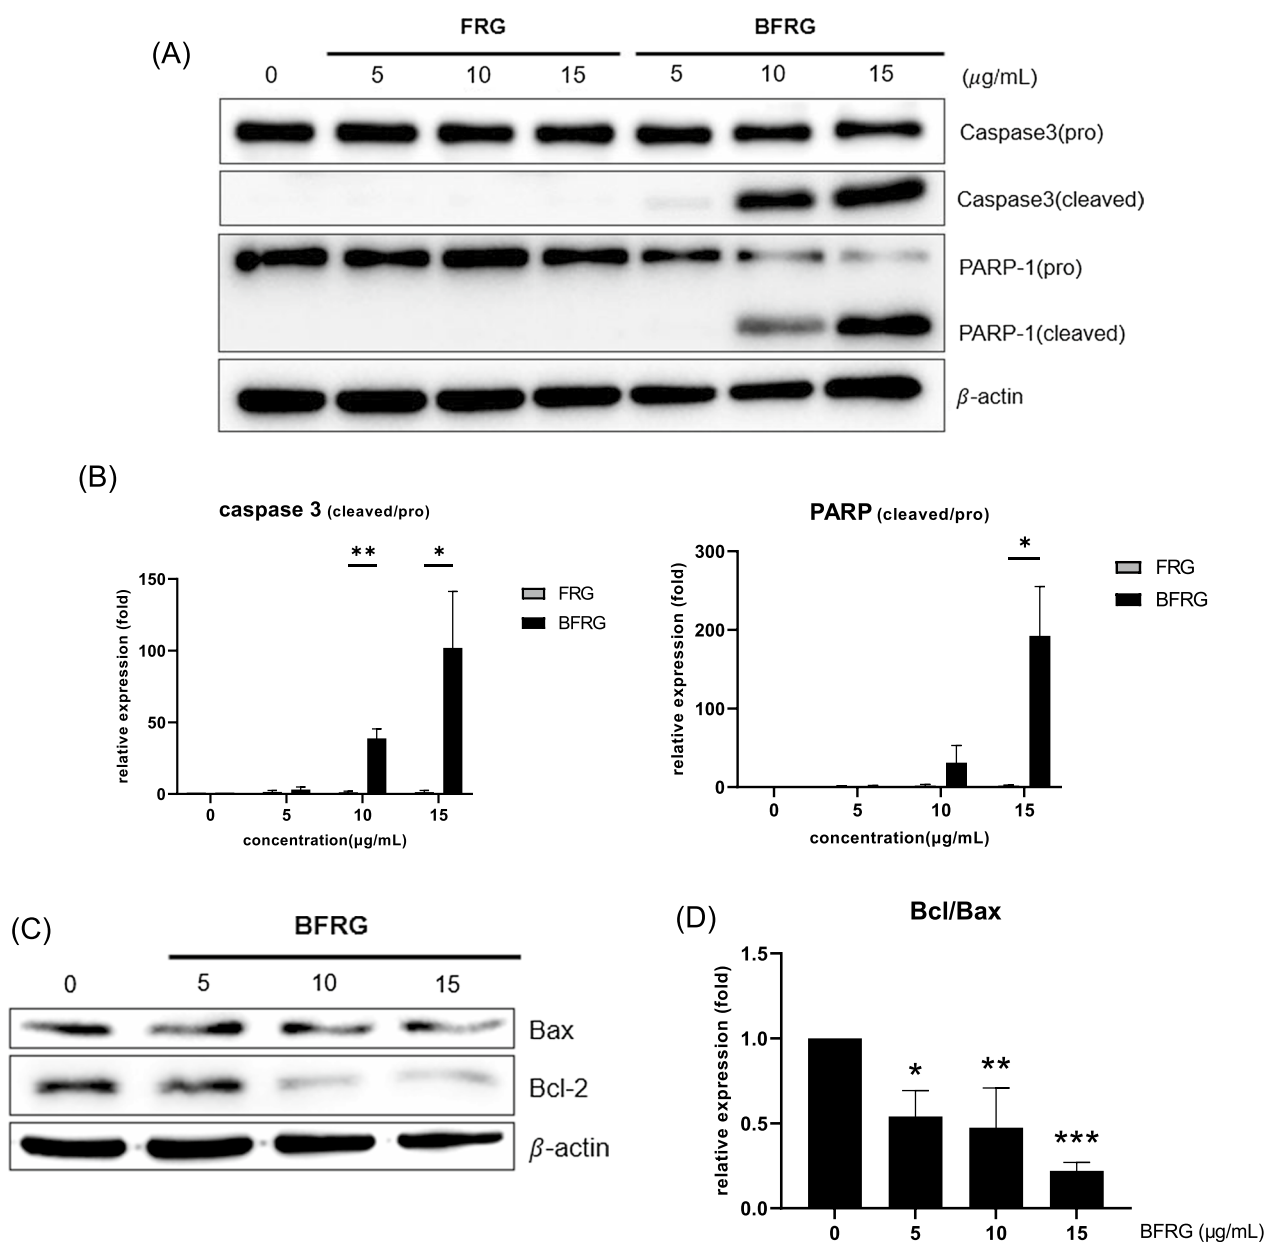 (A)
FRG BFRG
0 5 10 15 5 10 15 (μg/mL)
Caspase3(pro)
Caspase3(cleaved)
PARP-1(pro)
PARP-1(cleaved)
β-actin
(B)
caspase 3 (cleaved/pro)
** *
150
100
50
0
relative expression (fold)
0 5 10 15
concentration(μg/mL)
FRG
BFRG
PARP (cleaved/pro)
*
300
200
100
0
relative expression (fold)
0 5 10 15
concentration(μg/mL)
FRG
BFRG
(C)
BFRG
0 5 10 15
Bax
Bcl-2
β-actin
(D)
Bcl/Bax
1.5
1.0
0.5
0.0
relative expression (fold)
* ** ***
0 5 10 15 BFRG (μg/mL)